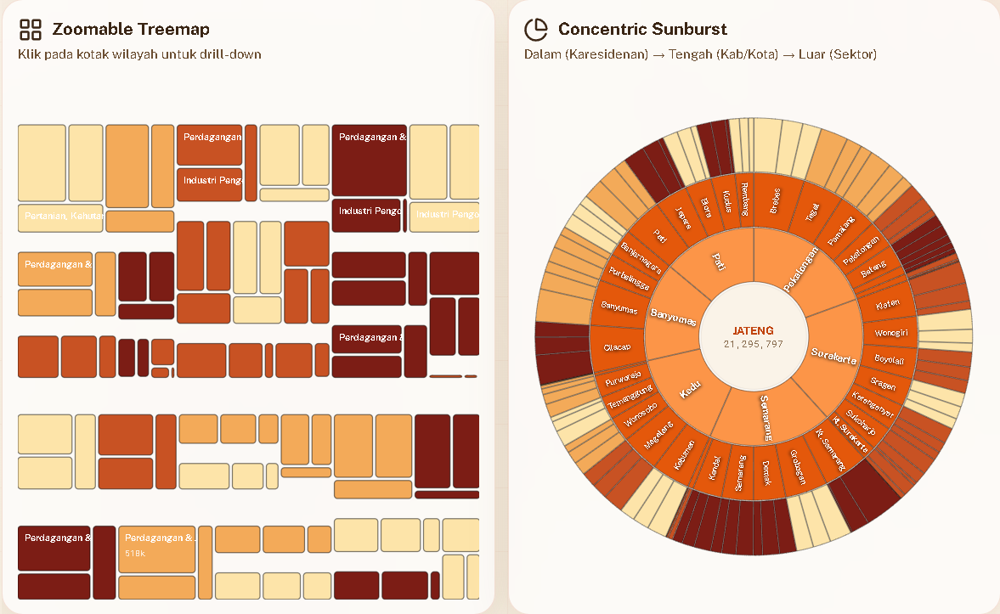 Zoomable Treemap
Klik pada kotak wilayah untuk drill-down
Perdagangan
Industri Peng
Perdagangan &
Industri Pengo
Pertanian, Kehutan
Industri Pengo
Perdagangan &
Perdagangan &
Perdagangan &
Perdagangan &
518k
Concentric Sunburst
Dalam (Karesidenan) → Tengah (Kab/Kota) → Luar (Sektor)
JATENG
21,295,797
Pekalongan
Surakarta
Semarang
Kedu
Banyumas
Pati
Brebes
Tegal
Pemalang
Pekalongan
Batang
Klaten
Wonogiri
Boyolali
Sragen
Karanganyar
Sukoharjo
Kt. Surakarta
Kt. Semarang
Grobogan
Demak
Semarang
Kendal
Kebumen
Magelang
Wonosobo
Temanggung
Purworejo
Cilacap
Banyumas
Purbalingga
Banjarnegara
Pati
Jepara
Blora
Kudus
Rembang